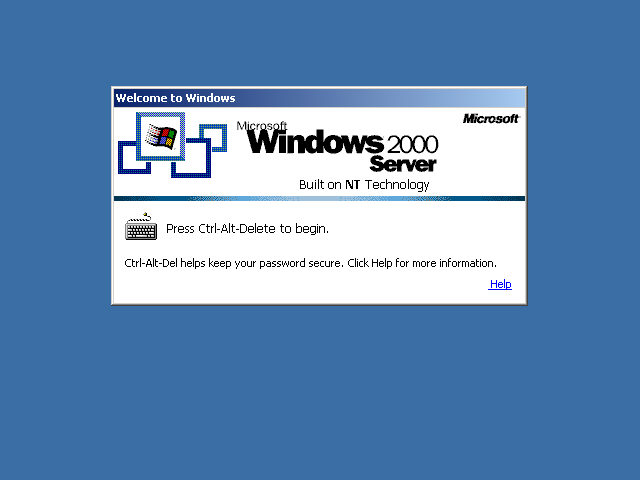 Welcome to Windows
Microsoft
Microsoft
Windows 2000
Server
Built on NT Technology
Press Ctrl-Alt-Delete to begin.
Ctrl-Alt-Del helps keep your password secure. Click Help for more information.
Help